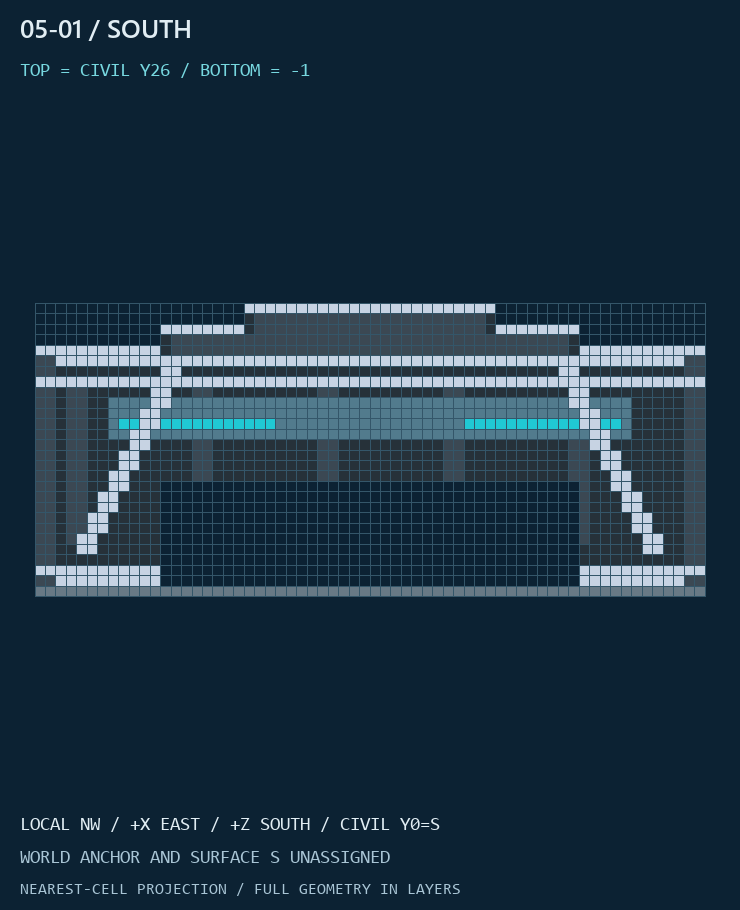 05-01 / SOUTH
TOP = CIVIL Y26 / BOTTOM = -1
LOCAL NW / +X EAST / +Z SOUTH / CIVIL Y0=S
WORLD ANCHOR AND SURFACE S UNASSIGNED
NEAREST-CELL PROJECTION / FULL GEOMETRY IN LAYERS